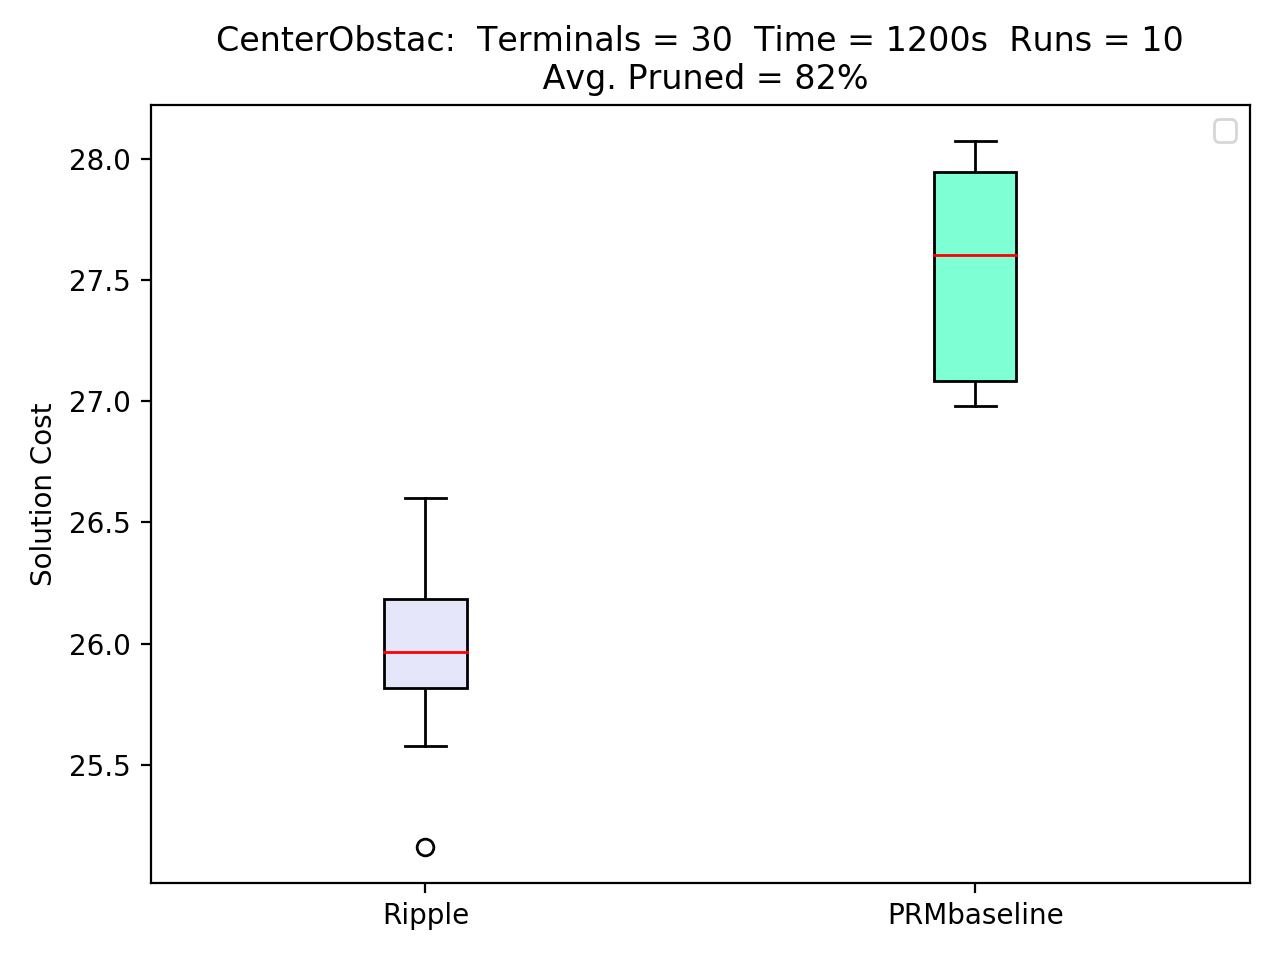 CenterObstac:  Terminals = 30  Time = 1200s  Runs = 10
Avg. Pruned = 82%
28.0
27.5
27.0
26.5
26.0
25.5
Solution Cost
Ripple
PRMbaseline